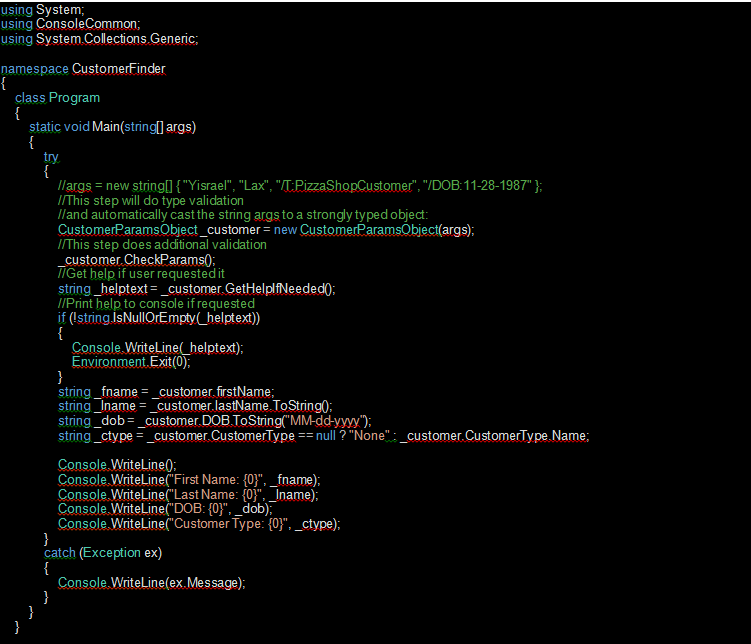 using System;
using ConsoleCommon;
using System.Collections.Generic;

namespace CustomerFinder
{
    class Program
    {
        static void Main(string[] args)
        {
            try
            {
                //args = new string[] { "Yisrael", "Lax", "/T:PizzaShopCustomer", "/DOB:11-28-1987" };
                //This step will do type validation
                //and automatically cast the string args to a strongly typed object:
                CustomerParamsObject _customer = new CustomerParamsObject(args);
                //This step does additional validation
                _customer.CheckParams();
                //Get help if user requested it
                string _helptext = _customer.GetHelpIfNeeded();
                //Print help to console if requested
                if (!string.IsNullOrEmpty(_helptext))
                {
                    Console.WriteLine(_helptext);
                    Environment.Exit(0);
                }
                string _fname = _customer.firstName;
                string _lname = _customer.lastName.ToString();
                string _dob = _customer.DOB.ToString("MM-dd-yyyy");
                string _ctype = _customer.CustomerType == null ? "None" : _customer.CustomerType.Name;

                Console.WriteLine();
                Console.WriteLine("First Name: {0}", _fname);
                Console.WriteLine("Last Name: {0}", _lname);
                Console.WriteLine("DOB: {0}", _dob);
                Console.WriteLine("Customer Type: {0}", _ctype);
            }
            catch (Exception ex)
            {
                Console.WriteLine(ex.Message);
            }
        }
    }